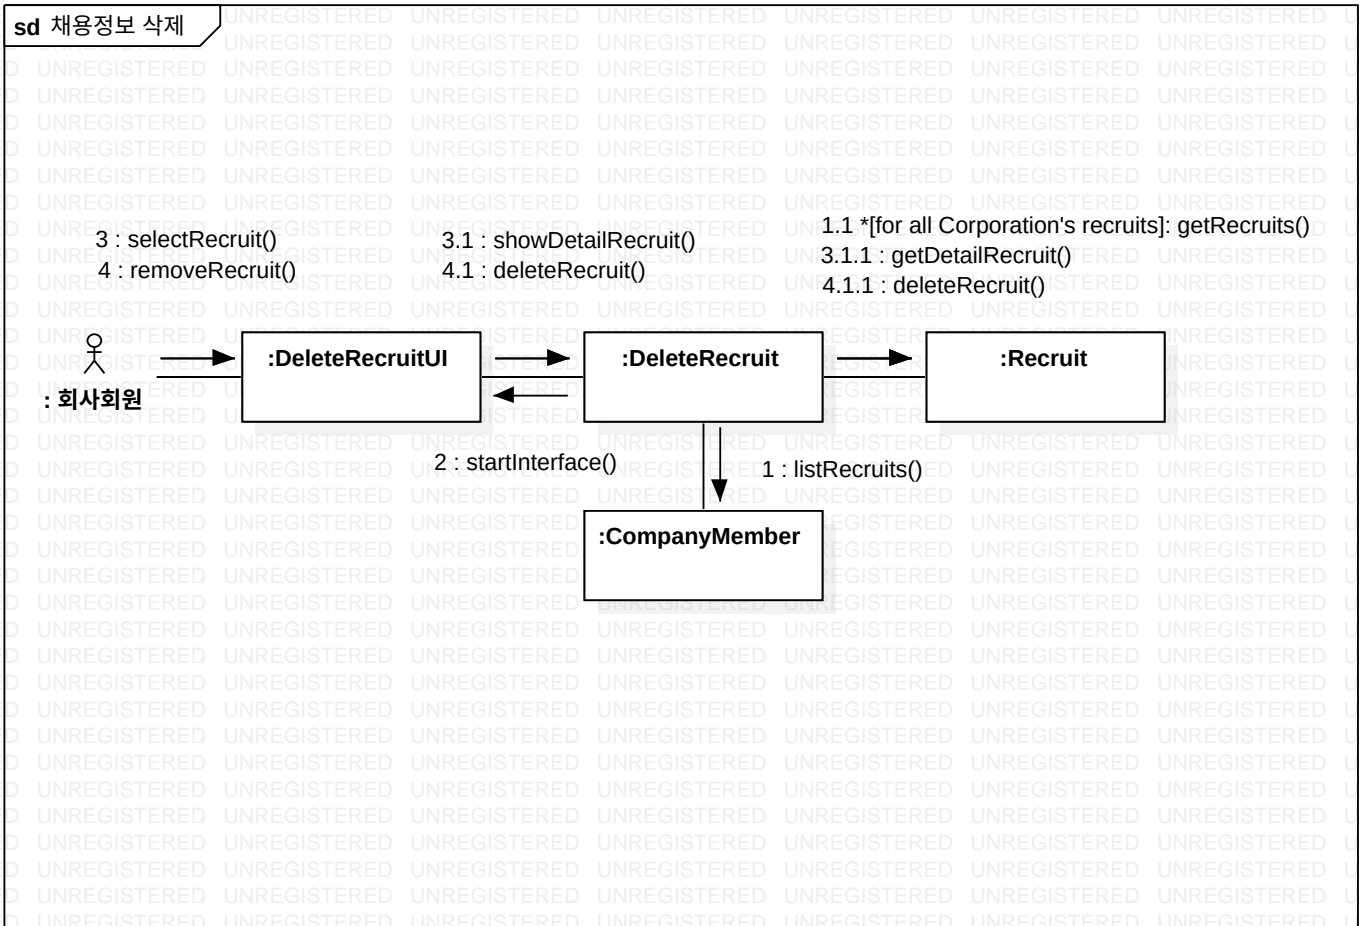 sd 채용정보 삭제
3 : selectRecruit()
4 : removeRecruit()
3.1 : showDetailRecruit()
4.1 : deleteRecruit()
1.1 *[for all Corporation's recruits]: getRecruits()
3.1.1 : getDetailRecruit()
4.1.1 : deleteRecruit()
: 회사회원
:DeleteRecruitUI
:DeleteRecruit
:Recruit
2 : startInterface()
1 : listRecruits()
:CompanyMember
UNREGISTERED